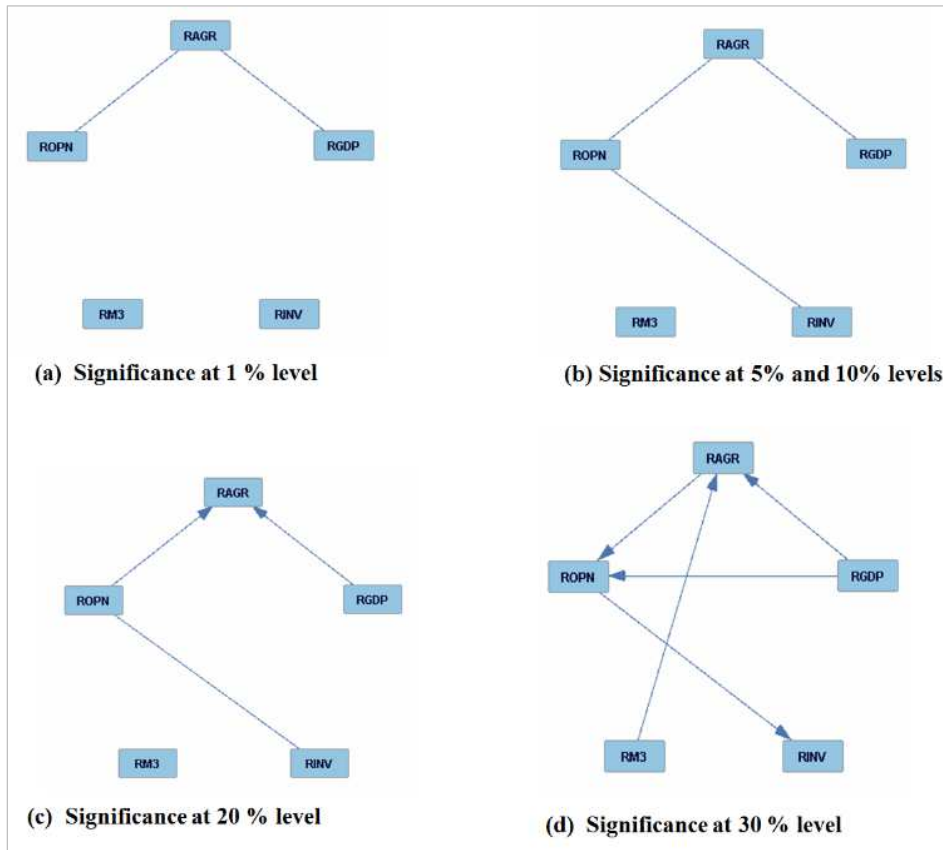 RAGR
ROPN
RGDP
RM3
RINV
(a) Significance at 1 % level
RAGR
ROPN
RGDP
RM3
RINV
(b) Significance at 5% and 10% levels
RAGR
ROPN
RGDP
RM3
RINV
(c) Significance at 20 % level
RAGR
ROPN
RGDP
RM3
RINV
(d) Significance at 30 % level